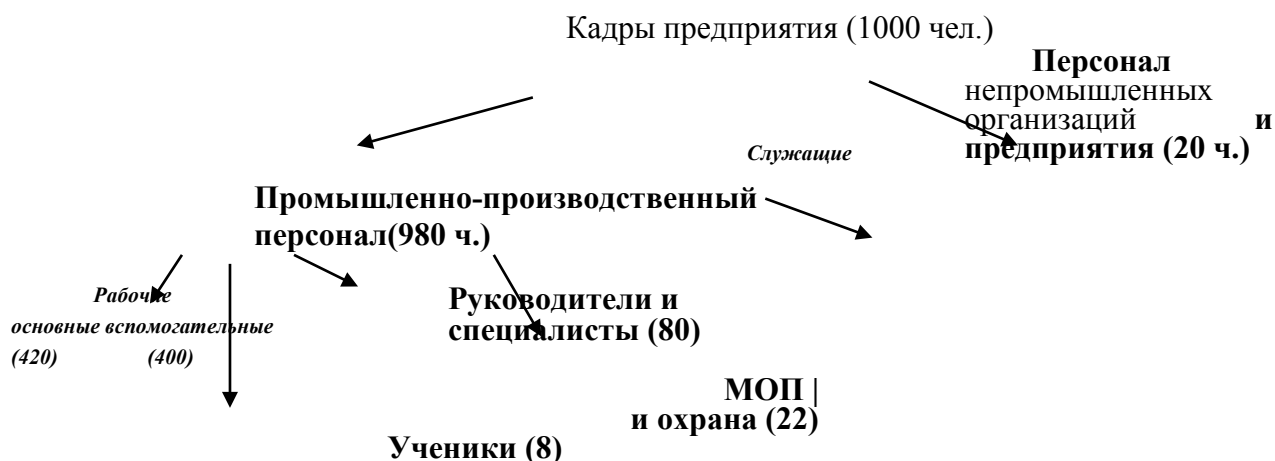 Кадры предприятия (1000 чел.)
Персонал
непромышленных
организаций и
предприятия (20 ч.)
Служащие
Промышленно-производственный
персонал(980 ч.)
Рабочие
основные вспомогательные
(420) (400)
Руководители и
специалисты (80)
МОП |
и охрана (22)
Ученики (8)